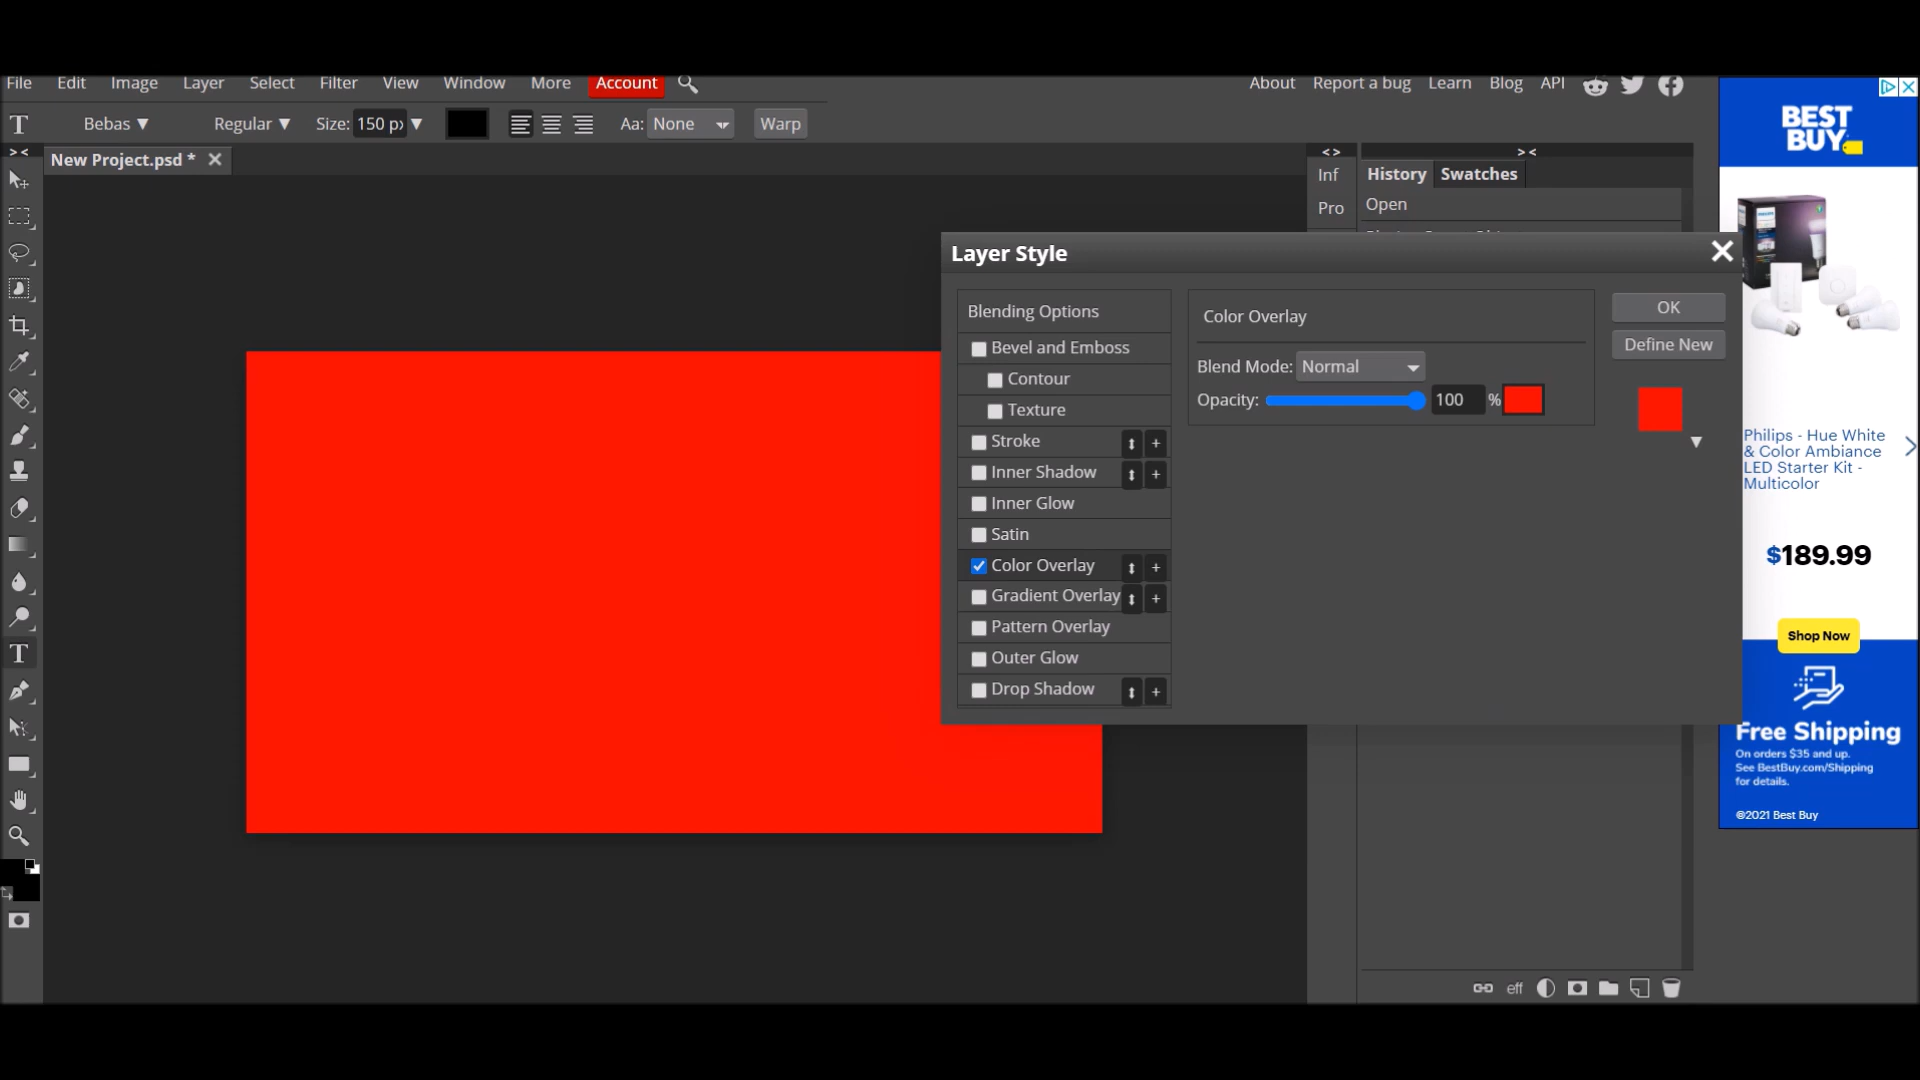 File Edit Image Layer Select Filter View Window More Account
About Report a bug Learn Blog API
T Bebas ▼ Regular ▼ Size: 150 px ▼ Aa: None Warp
> <
New Project.psd *
< >
> <
Inf
Pro
History Swatches
Open
Layer Style
Blending Options
Bevel and Emboss
Contour
Texture
Stroke
Inner Shadow
Inner Glow
Satin
Color Overlay
Gradient Overlay
Pattern Overlay
Outer Glow
Drop Shadow
Color Overlay
Blend Mode: Normal
Opacity: 100 %
OK
Define New
eff
BEST
BUY
Philips - Hue White
& Color Ambiance
LED Starter Kit -
Multicolor
$189.99
Shop Now
Free Shipping
On orders $35 and up.
See BestBuy.com/Shipping
for details.
©2021 Best Buy